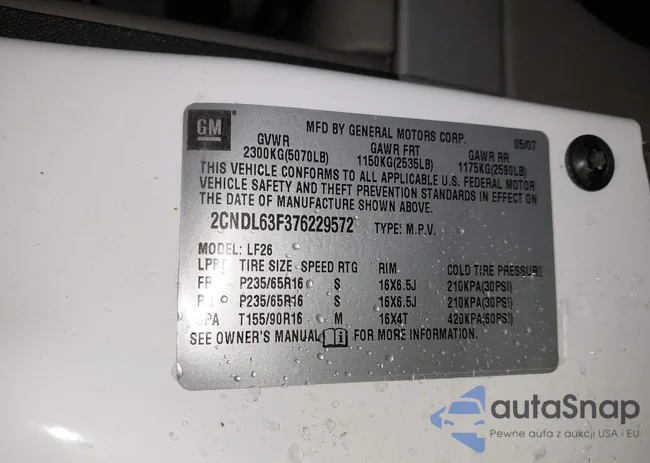 GM
MFD BY GENERAL MOTORS CORP. 05/07
GVWR GAWR FRT GAWR RR
2300KG(5070LB) 1150KG(2535LB) 1175KG(2590LB)
THIS VEHICLE CONFORMS TO ALL APPLICABLE U.S. FEDERAL MOTOR
VEHICLE SAFETY AND THEFT PREVENTION STANDARDS IN EFFECT ON
THE DATE OF MANUFACTURE SHOWN ABOVE.
2CNDL63F376229572 TYPE: M.P.V.
MODEL: LF26
TIRE SIZE SPEED RTG RIM COLD TIRE PRESSURE
FR P235/65R16 S 16X6.5J 210KPA(30PSI)
P235/65R16 S 16X6.5J 210KPA(30PSI)
SPA T155/90R16 M 16X4T 420KPA(60PSI)
SEE OWNER'S MANUAL FOR MORE INFORMATION.
autaSnap
Pewne auta z aukcji USA i EU